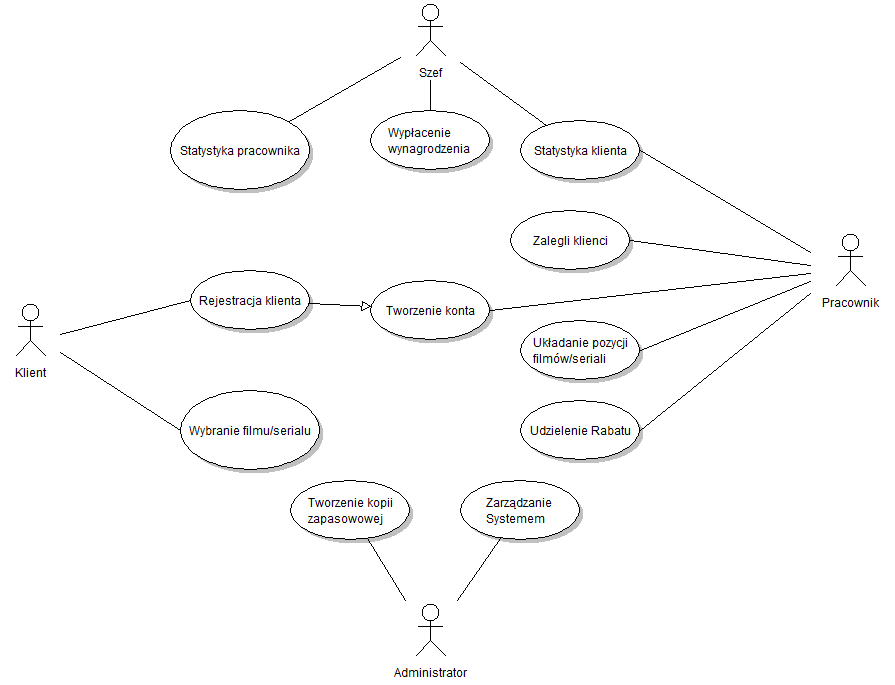 Szef
Statystyka pracownika
Wypłacenie
wynagrodzenia
Statystyka klienta
Zalegli klienci
Pracownik
Rejestracja klienta
Tworzenie konta
Klient
Układanie pozycji
filmów/seriali
Wybranie filmu/serialu
Udzielenie Rabatu
Tworzenie kopii
zapasowowej
Zarządzanie
Systemem
Administrator